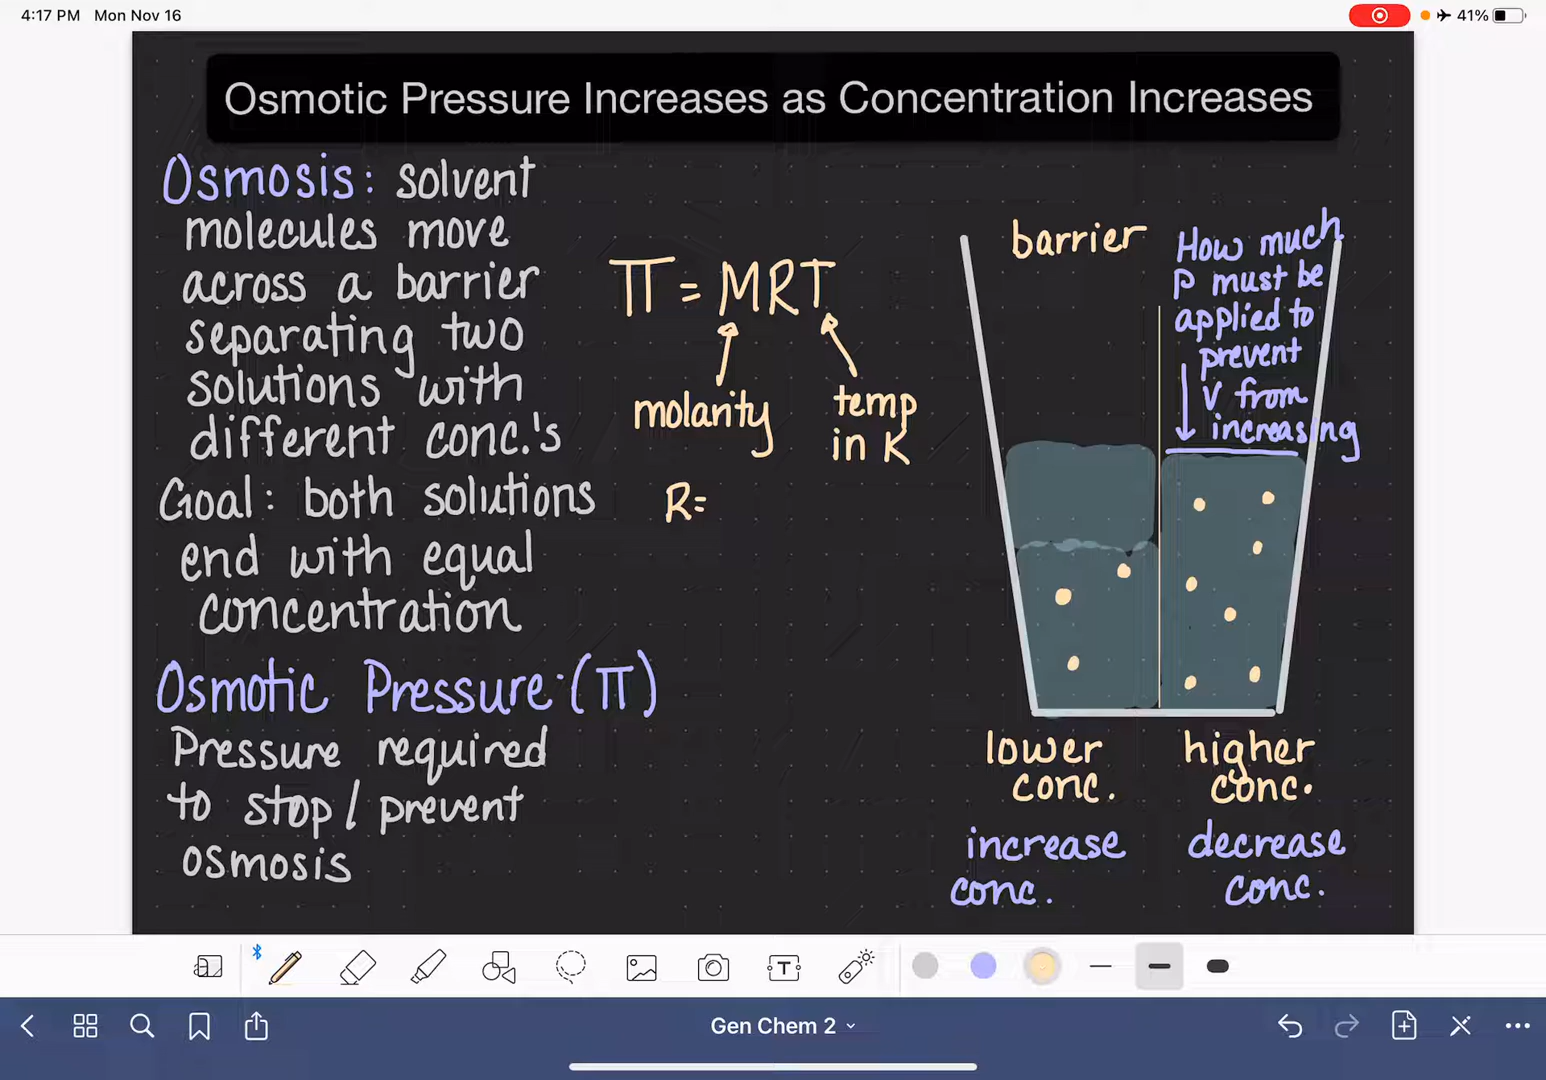 4:17 PM Mon Nov 16
41%
Osmotic Pressure Increases as Concentration Increases
Osmosis: solvent
molecules move
across a barrier
separating two
solutions with
different conc.'s
Goal: both solutions
end with equal
concentration
Osmotic Pressure: (π)
Pressure required
to stop/prevent
osmosis
π = MRT
molarity
temp
in K
R=
barrier
How much
P must be
applied to
prevent
V from
increasing
lower
conc.
higher
conc.
increase
conc.
decrease
conc.
T
Gen Chem 2